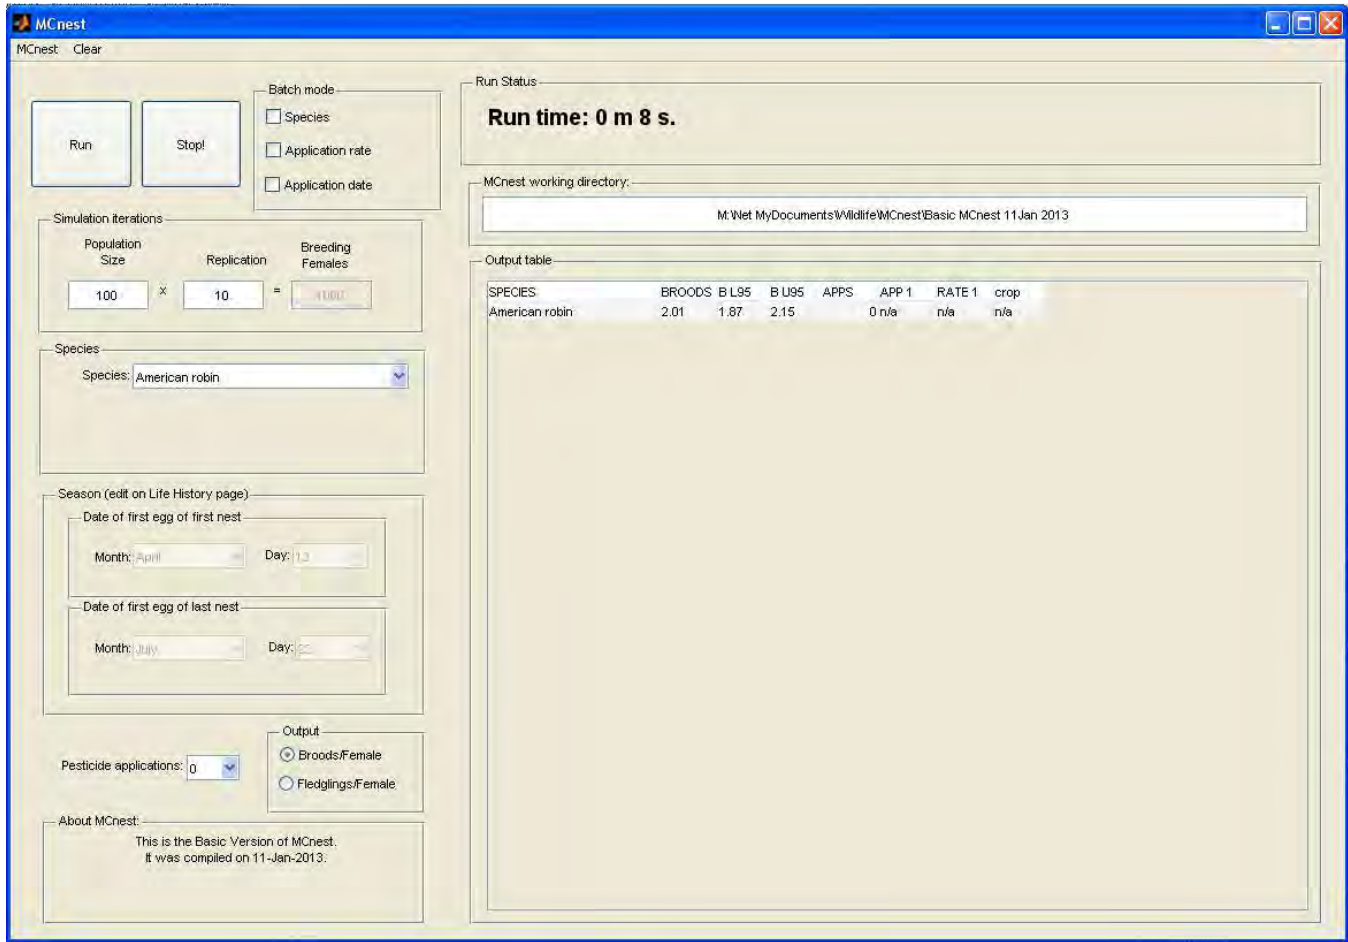 MCnest
MCnest Clear
Run
Stop!
Batch mode
Species
Application rate
Application date
Simulation iterations
Population Size
Replication
Breeding Females
100 x 10 = 1000
Species
Species: American robin
Season (edit on Life History page)
Date of first egg of first nest
Month: April Day: 13
Date of first egg of last nest
Month: July Day:
Pesticide applications: 0
Output
Broods/Female
Fledglings/Female
About MCnest:
This is the Basic Version of MCnest.
It was compiled on 11-Jan-2013.
Run Status
Run time: 0 m 8 s.
MCnest working directory:
M:\Net MyDocuments\Wildlife\MCnest\Basic MCnest 11Jan 2013
Output table
SPECIES BROODS B L95 B U95 APPS APP 1 RATE 1 crop
American robin 2.01 1.87 2.15 0 n/a n/a n/a